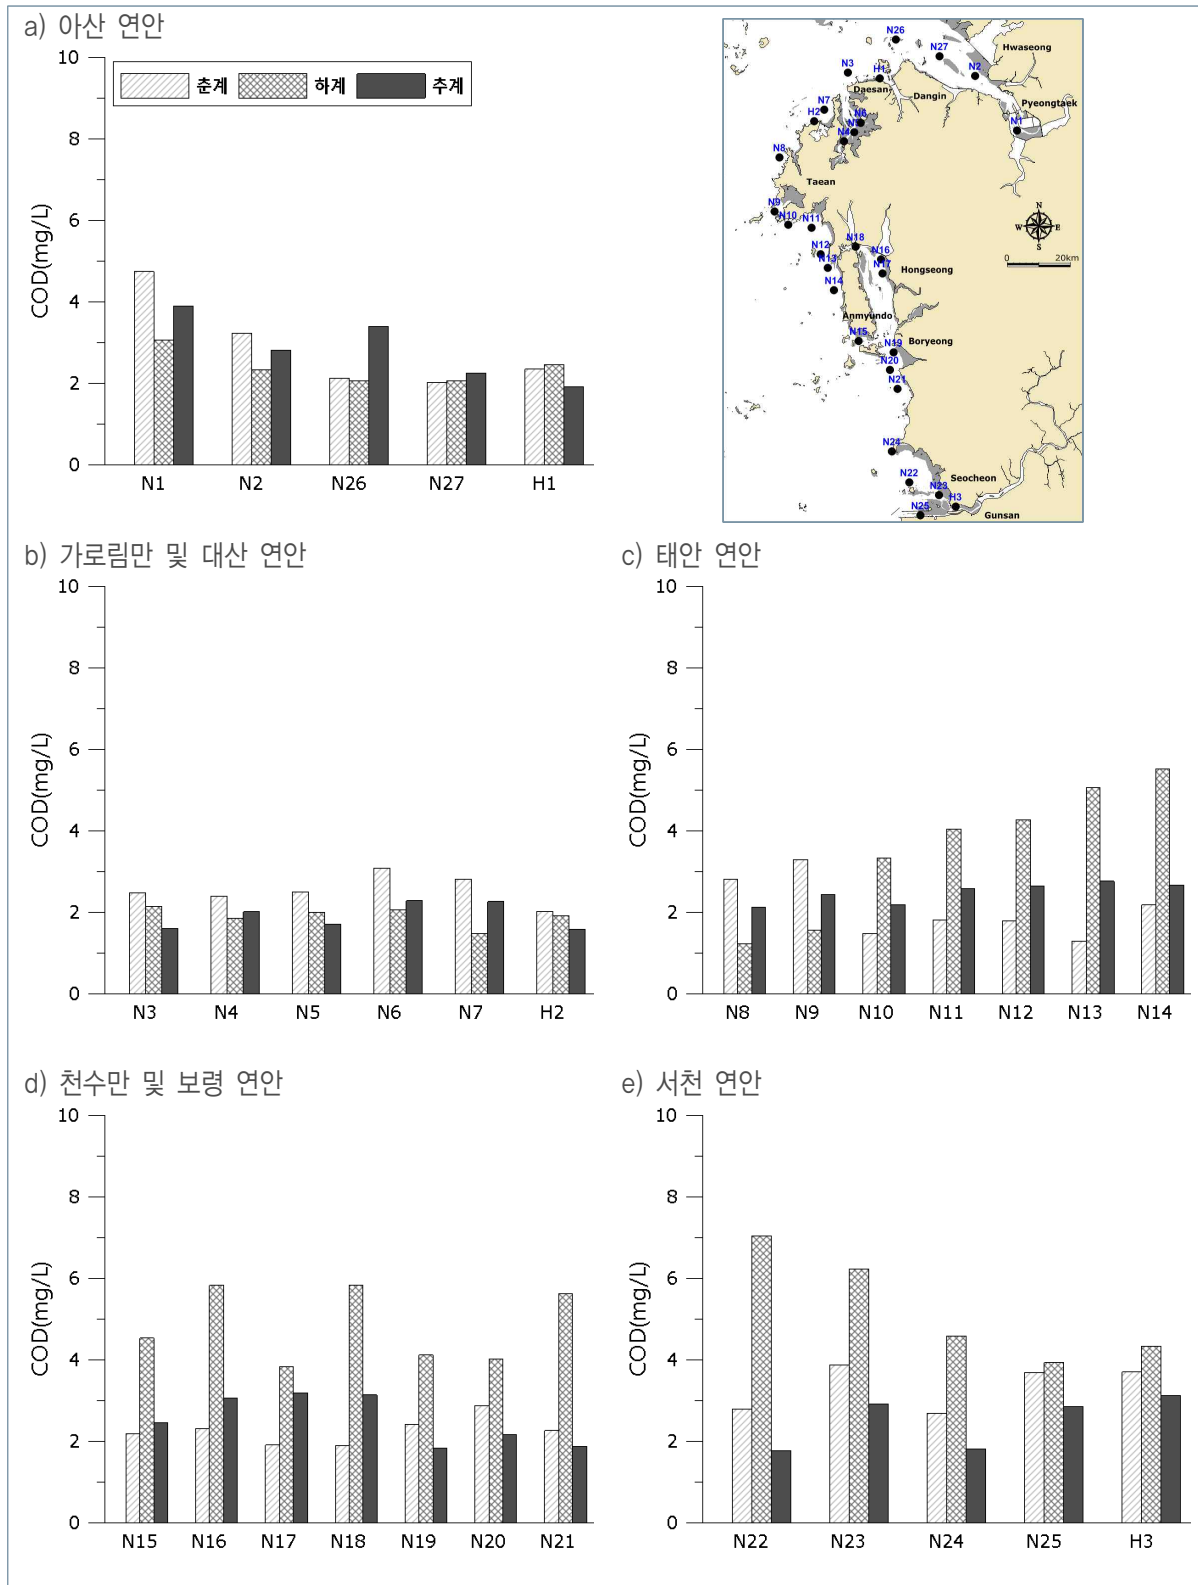 a) 아산 연안
10
8
6
4
2
0
COD(mg/L)
춘계 하계 추계
N1 N2 N26 N27 H1
N26
N27
Hwaseong
N3
H1
N2
Daesan
Dangin
Pyeongtaek
N7
H2
N6
N5
N1
N4
N8
Taean
N9
N10
N11
N
W E
S
N12
N18
N16
0 20km
N13
N17
Hongseong
N14
Anmyundo
N15
Boryeong
N19
N20
N21
N24
N22
Seocheon
N23
H3
N25
Gunsan
b) 가로림만 및 대산 연안
10
8
6
4
2
0
COD(mg/L)
N3 N4 N5 N6 N7 H2
c) 태안 연안
10
8
6
4
2
0
COD(mg/L)
N8 N9 N10 N11 N12 N13 N14
d) 천수만 및 보령 연안
10
8
6
4
2
0
COD(mg/L)
N15 N16 N17 N18 N19 N20 N21
e) 서천 연안
10
8
6
4
2
0
COD(mg/L)
N22 N23 N24 N25 H3